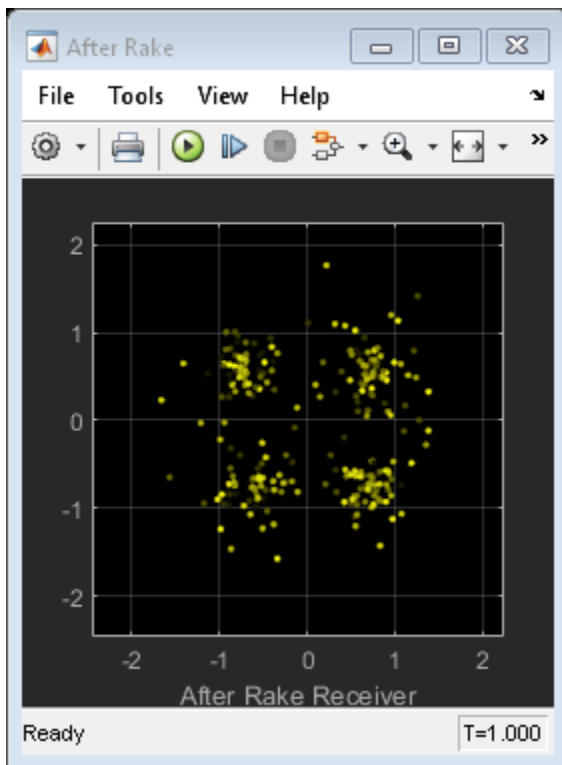 After Rake
File Tools View Help
2
1
0
-1
-2
-2 -1 0 1 2
After Rake Receiver
Ready T=1.000